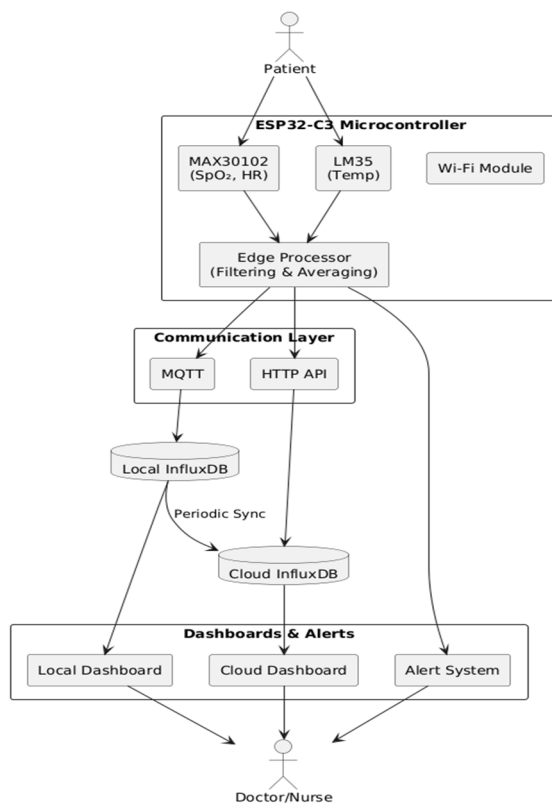 Patient
ESP32-C3 Microcontroller
MAX30102
(SpO₂, HR)
LM35
(Temp)
Wi-Fi Module
Edge Processor
(Filtering & Averaging)
Communication Layer
MQTT
HTTP API
Local InfluxDB
Periodic Sync
Cloud InfluxDB
Dashboards & Alerts
Local Dashboard
Cloud Dashboard
Alert System
Doctor/Nurse